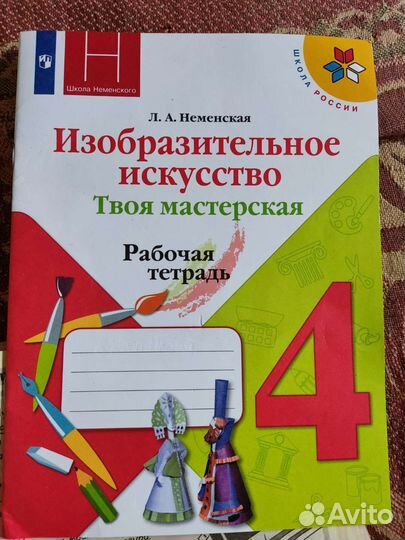 Н
Школа Неменского
ШКОЛА РОССИИ
Л. А. Неменская
Изобразительное
искусство
Твоя мастерская
Рабочая
тетрадь
4
Avito